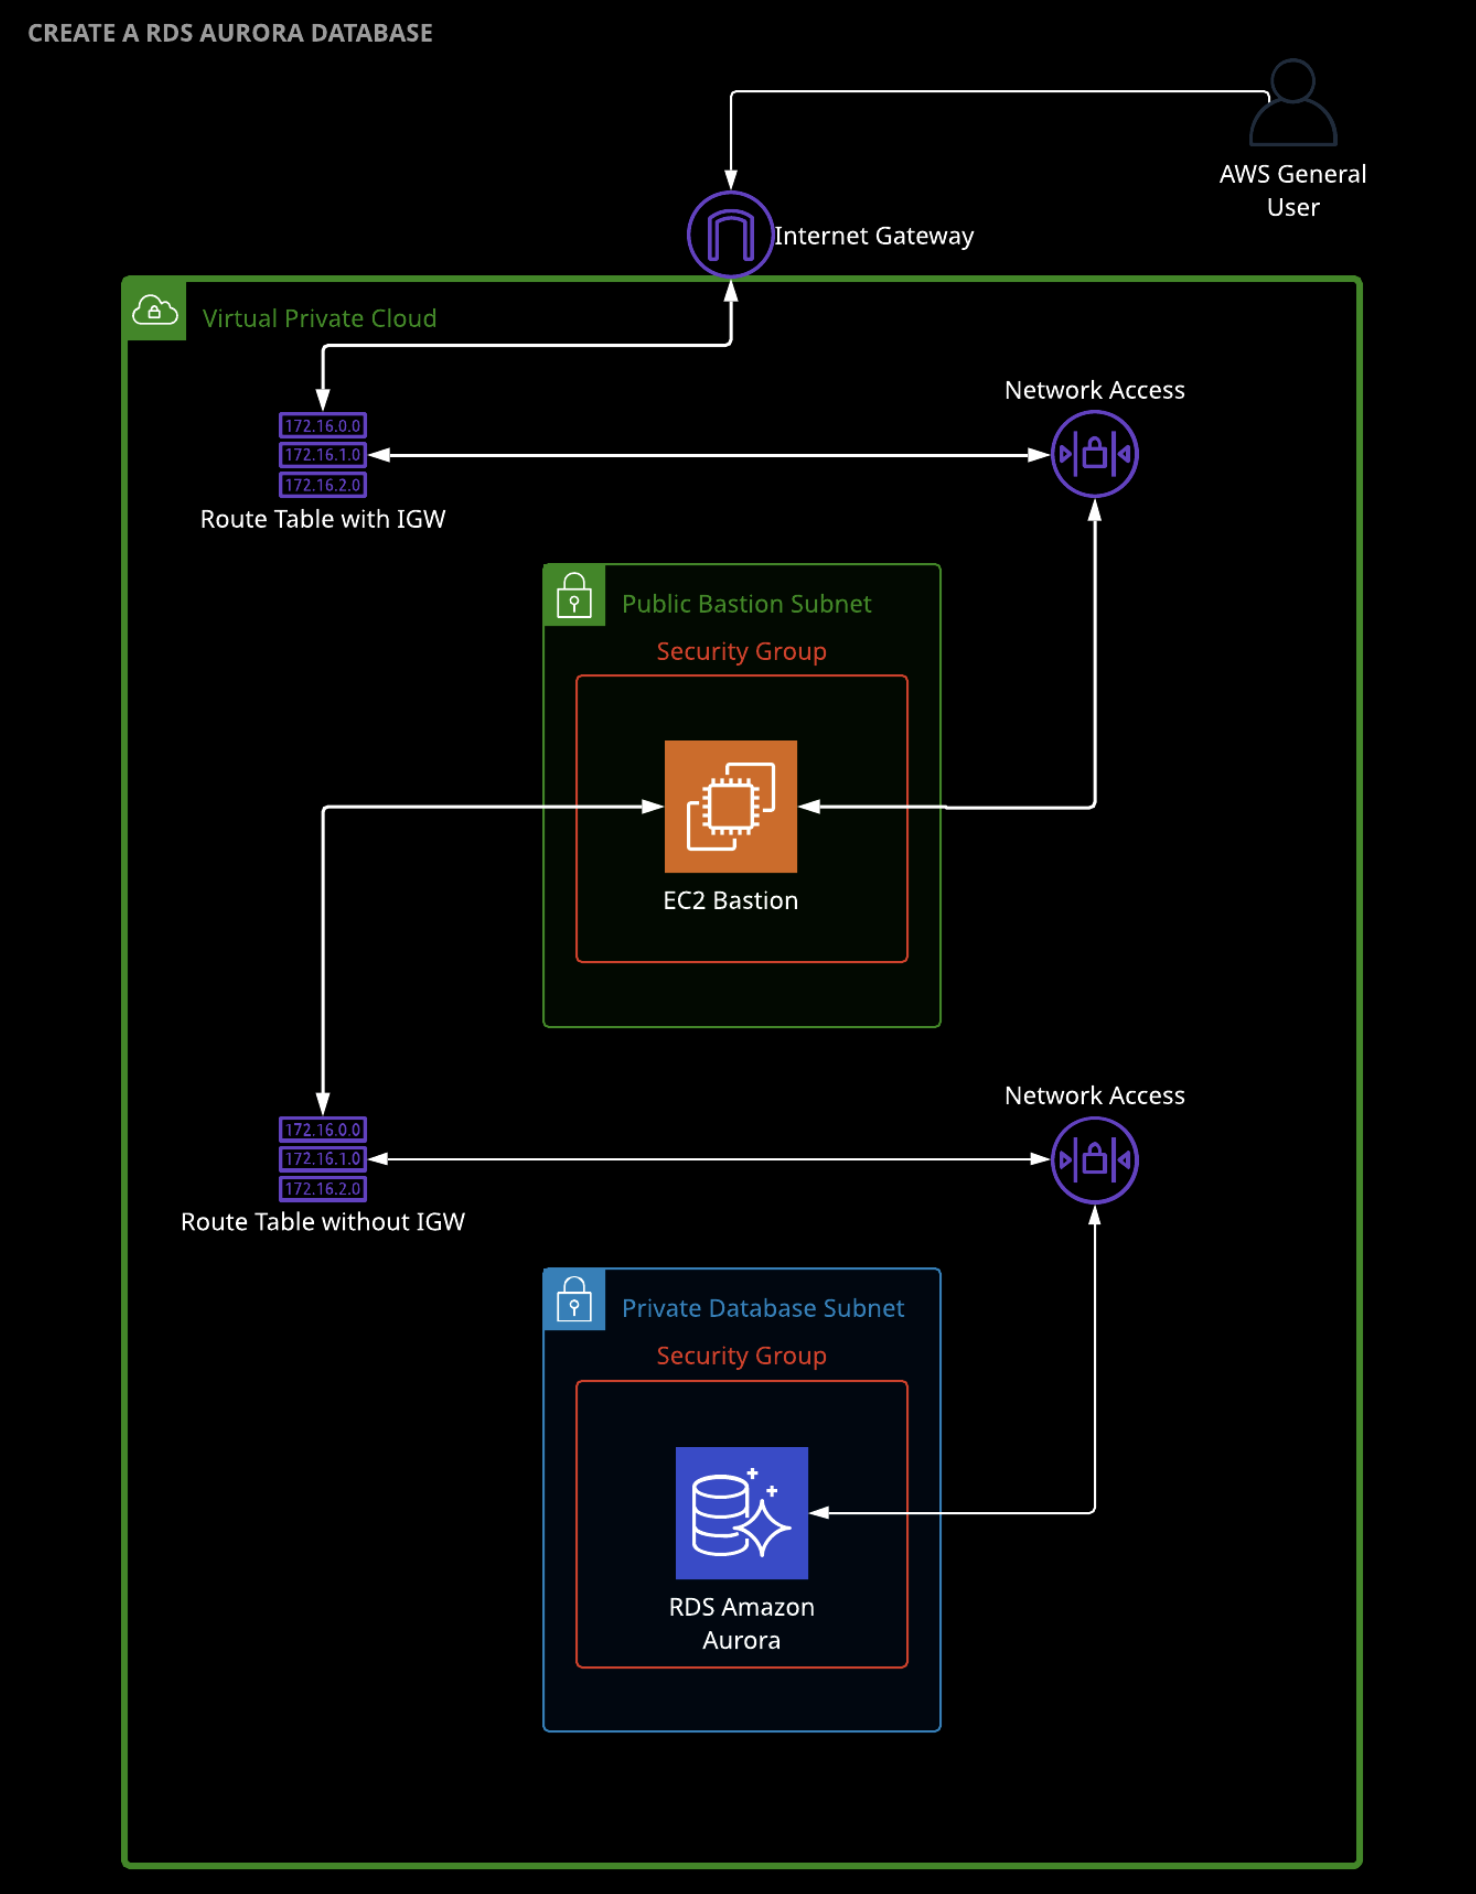 CREATE A RDS AURORA DATABASE
AWS General
User
Internet Gateway
Virtual Private Cloud
Network Access
172.16.0.0
172.16.1.0
172.16.2.0
Route Table with IGW
Public Bastion Subnet
Security Group
EC2 Bastion
Network Access
172.16.0.0
172.16.1.0
172.16.2.0
Route Table without IGW
Private Database Subnet
Security Group
RDS Amazon
Aurora